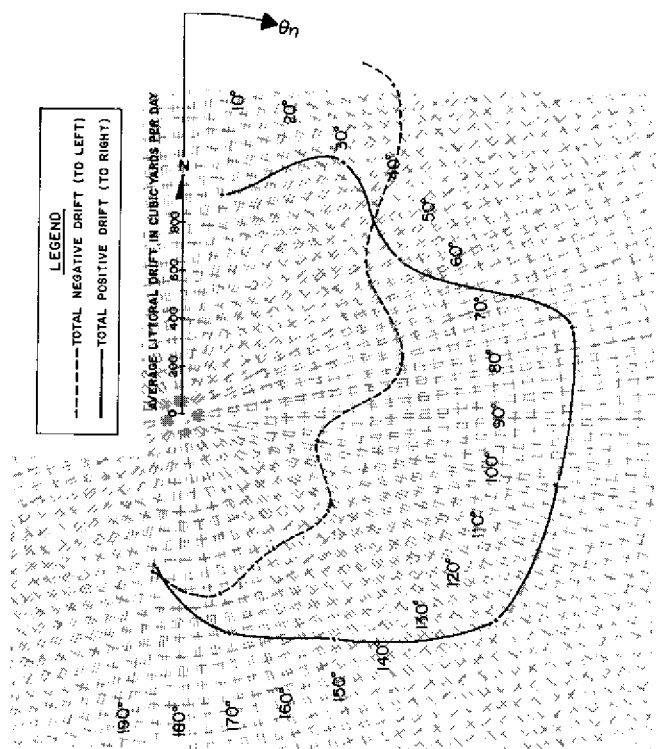 LEGEND
TOTAL NEGATIVE DRIFT (TO LEFT)
TOTAL POSITIVE DRIFT (TO RIGHT)
AVERAGE LITTORAL DRIFT IN CUBIC YARDS PER DAY
0 200 400 600 800
N
θn
10°
20°
30°
40°
50°
60°
70°
80°
90°
100°
110°
120°
130°
140°
150°
160°
170°
180°
190°